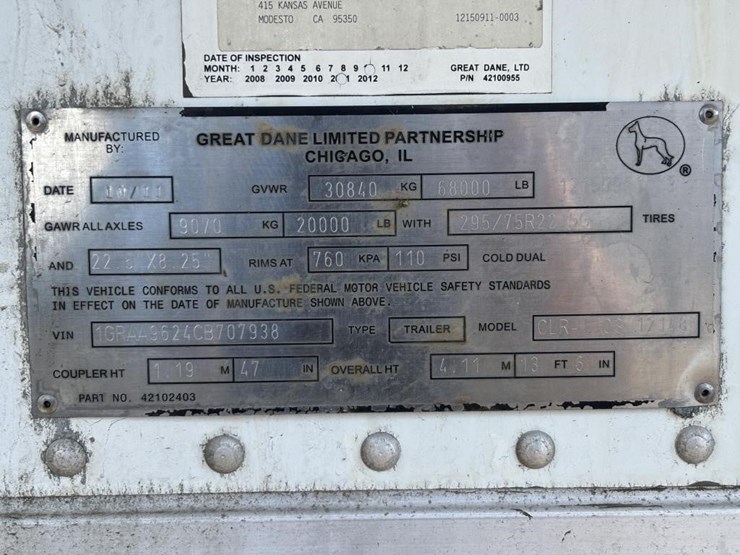 415 KANSAS AVENUE
MODESTO CA 95350 12150911-0003
DATE OF INSPECTION
MONTH: 1 2 3 4 5 6 7 8 9 11 12 GREAT DANE, LTD
YEAR: 2008 2009 2010 2012 P/N 42100955
MANUFACTURED BY: GREAT DANE LIMITED PARTNERSHIP
CHICAGO, IL
®
DATE GVWR 30840 KG 68000 LB
GAWR ALL AXLES 9070 KG 20000 LB WITH TIRES
AND RIMS AT 760 KPA 110 PSI COLD DUAL
THIS VEHICLE CONFORMS TO ALL U.S. FEDERAL MOTOR VEHICLE SAFETY STANDARDS
IN EFFECT ON THE DATE OF MANUFACTURE SHOWN ABOVE.
VIN TYPE TRAILER MODEL
COUPLER HT 1.19 M 47 IN OVERALL HT 4.11 M 13 FT 6 IN
PART NO. 42102403